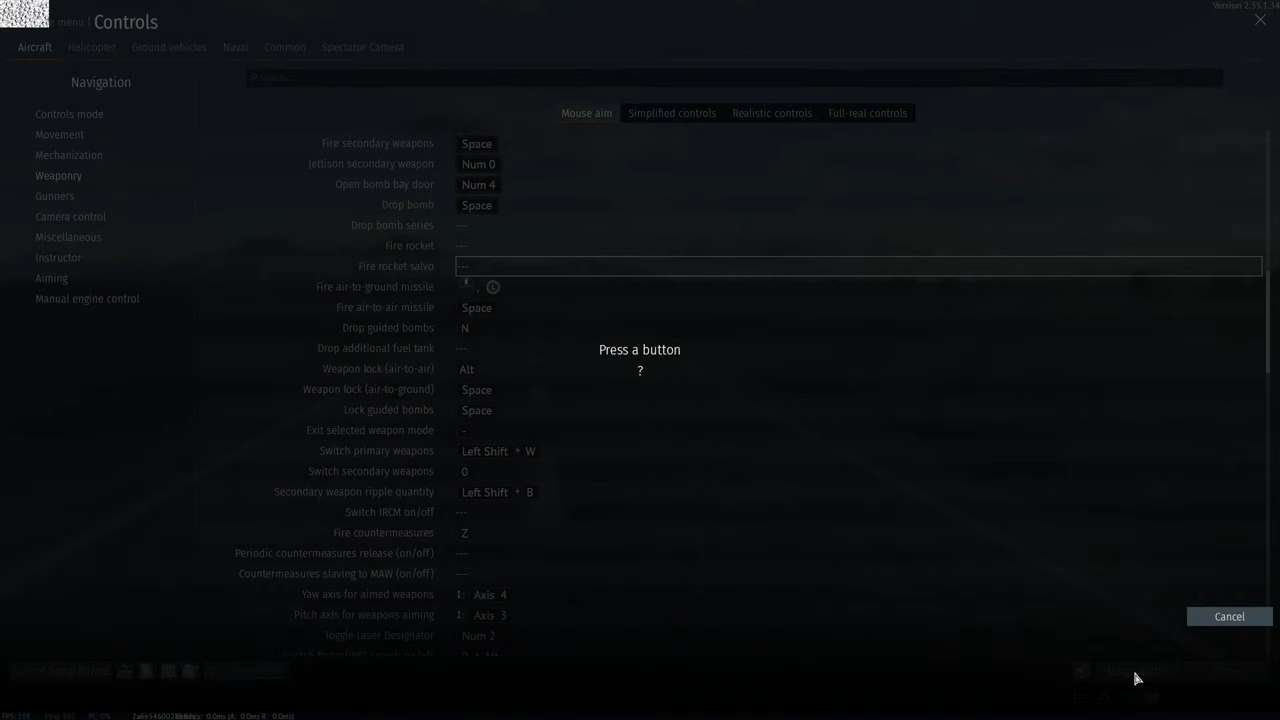 Version 2.35.1.34
menu | Controls
Aircraft Helicopter Ground vehicles Naval Common Spectator Camera
Navigation
Mouse aim Simplified controls Realistic controls Full-real controls
Controls mode
Movement
Mechanization
Weaponry
Gunners
Camera control
Miscellaneous
Instructor
Aiming
Manual engine control
Fire secondary weapons Space
Jettison secondary weapon Num 0
Open bomb bay door Num 4
Drop bomb Space
Drop bomb series ---
Fire rocket ---
Fire rocket salvo ---
Fire air-to-ground missile ,
Fire air-to-air missile Space
Drop guided bombs N
Drop additional fuel tank ---
Weapon lock (air-to-air) Alt
Weapon lock (air-to-ground) Space
Lock guided bombs Space
Exit selected weapon mode -
Switch primary weapons Left Shift + W
Switch secondary weapons 0
Secondary weapon ripple quantity Left Shift + B
Switch IRCM on/off ---
Fire countermeasures Z
Periodic countermeasures release (on/off) ---
Countermeasures slaving to MAW (on/off) ---
Yaw axis for aimed weapons : Axis 4
Pitch axis for weapons aiming : Axis 3
Toggle Laser Designator Num 2
Press a button
?
Cancel